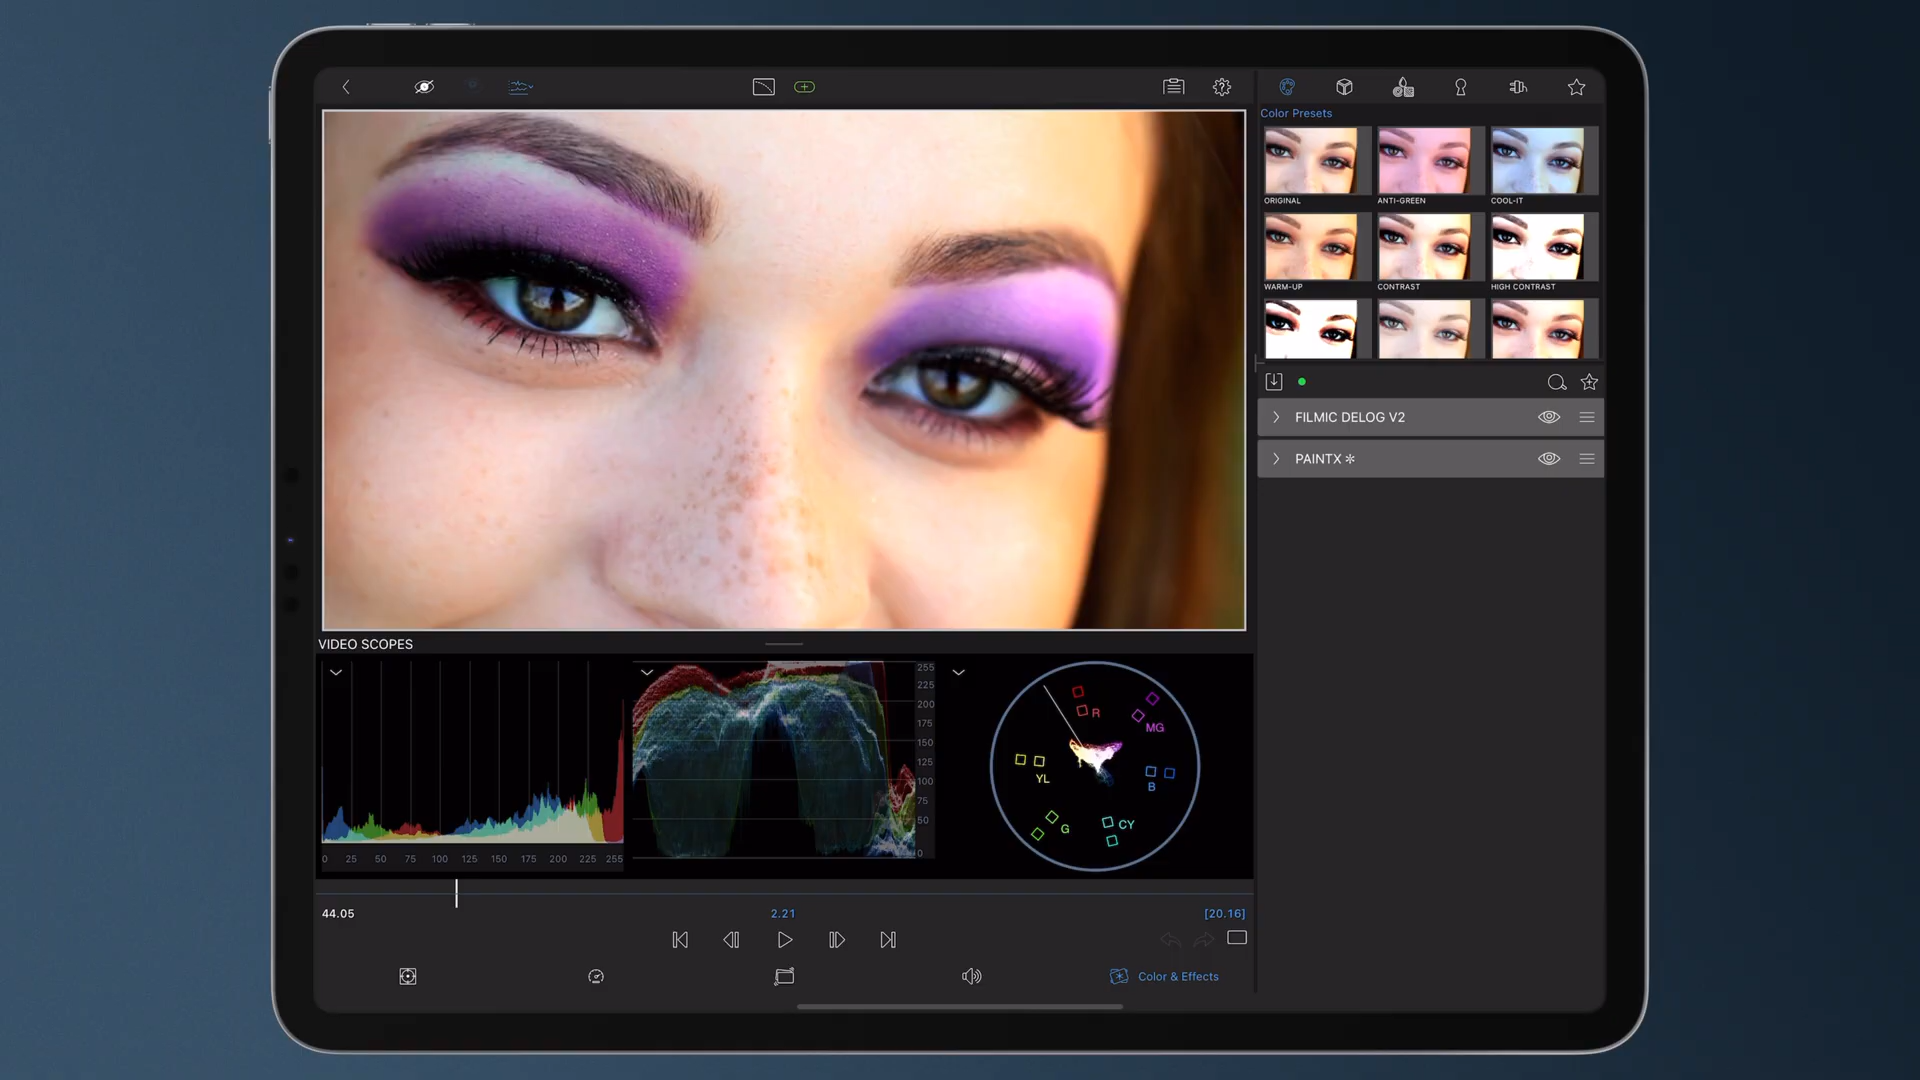 Color Presets
ORIGINAL
ANTI-GREEN
COOL-IT
WARM-UP
CONTRAST
HIGH CONTRAST
FILMIC DELOG V2
PAINTX
VIDEO SCOPES
0 25 50 75 100 125 150 175 200 225 255
255
225
200
175
150
125
100
75
50
0
R
MG
YL
B
G
CY
44.05
2.21
[20.16]
Color & Effects